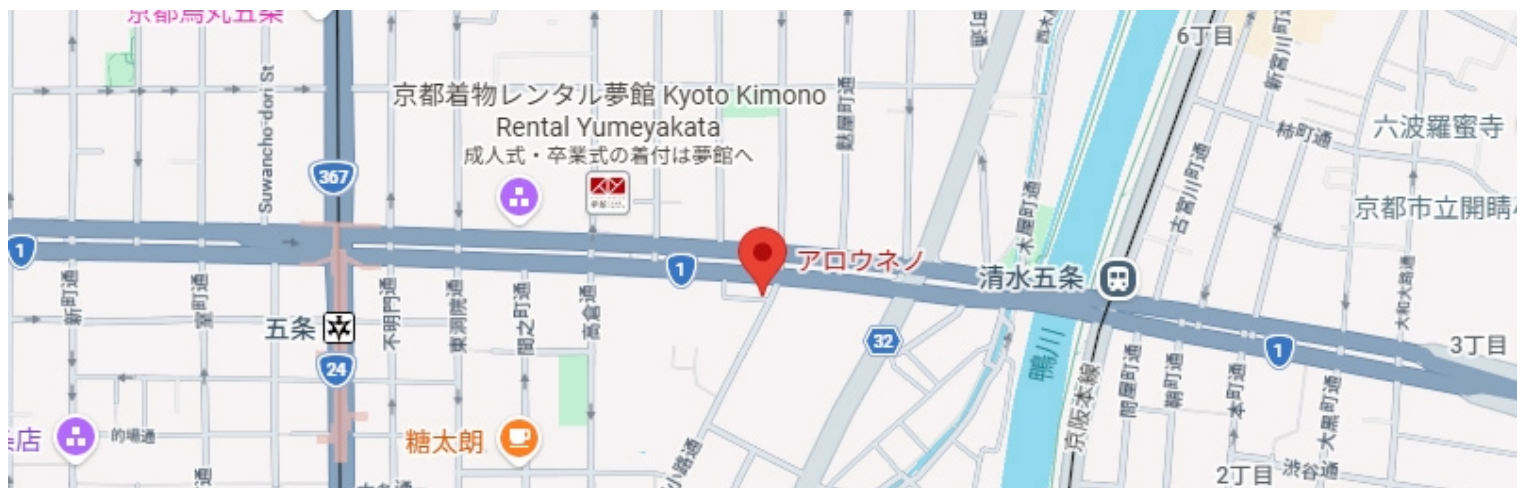 京都烏丸五条
Suwancho-dori St
367
京都着物レンタル夢館 Kyoto Kimono
Rental Yumeyakata
成人式・卒業式の着付は夢館へ
麩屋町通
6丁目
新宮川町通
柿町通
六波羅蜜寺
古宮川町通
京都市立開睛小
木屋町通
1
1
アロウネノ
清水五条
新町通
室町通
五条
24
不明門通
東洞院通
間之町通
高倉通
32
鴨川
京阪本線
問屋町通
鞘町通
本町通
1
大黒町通
大和大路通
3丁目
的場通
糖太朗
小路通
2丁目
渋谷通